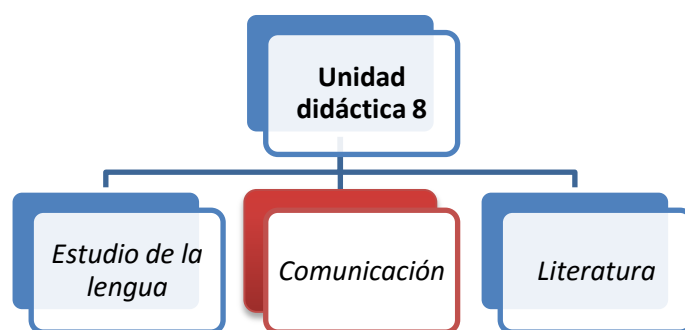 Unidad
didáctica 8
Estudio de la
lengua
Comunicación
Literatura